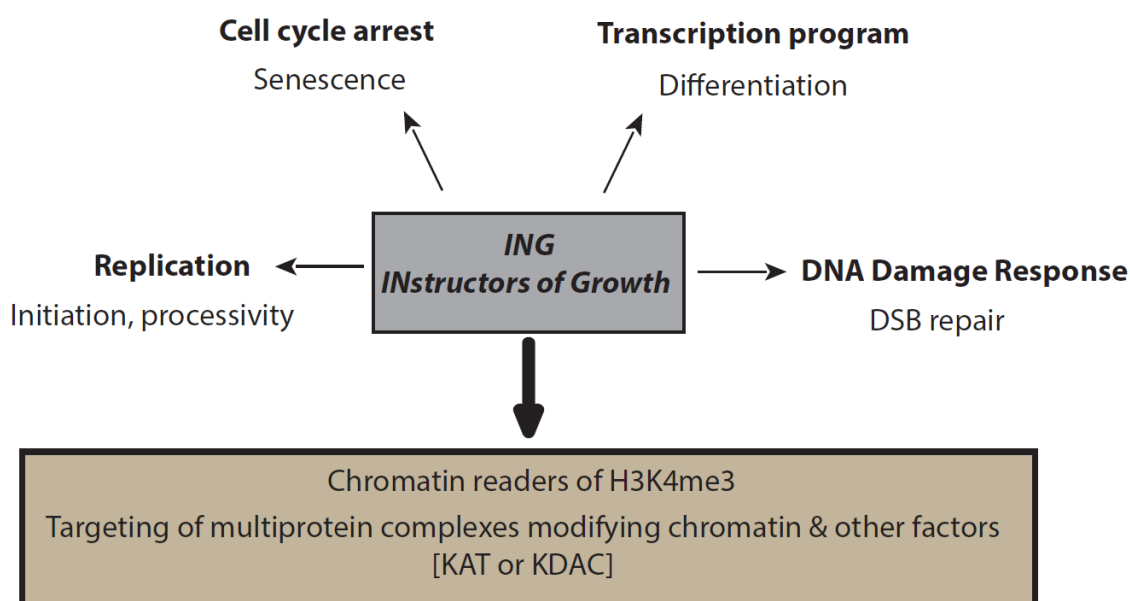 Cell cycle arrest
Senescence
Transcription program
Differentiation
ING
INstructors of Growth
Replication
Initiation, processivity
DNA Damage Response
DSB repair
Chromatin readers of H3K4me3
Targeting of multiprotein complexes modifying chromatin & other factors
[KAT or KDAC]